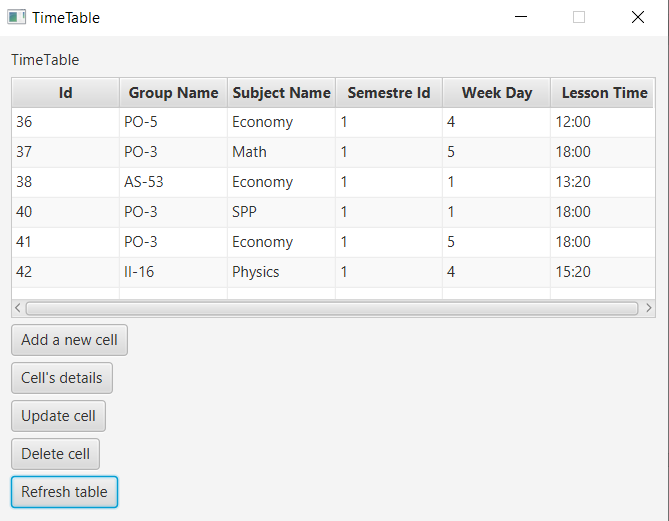 TimeTable
TimeTable
Id Group Name Subject Name Semestre Id Week Day Lesson Time
36 PO-5 Economy 1 4 12:00
37 PO-3 Math 1 5 18:00
38 AS-53 Economy 1 1 13:20
40 PO-3 SPP 1 1 18:00
41 PO-3 Economy 1 5 18:00
42 II-16 Physics 1 4 15:20
Add a new cell
Cell's details
Update cell
Delete cell
Refresh table